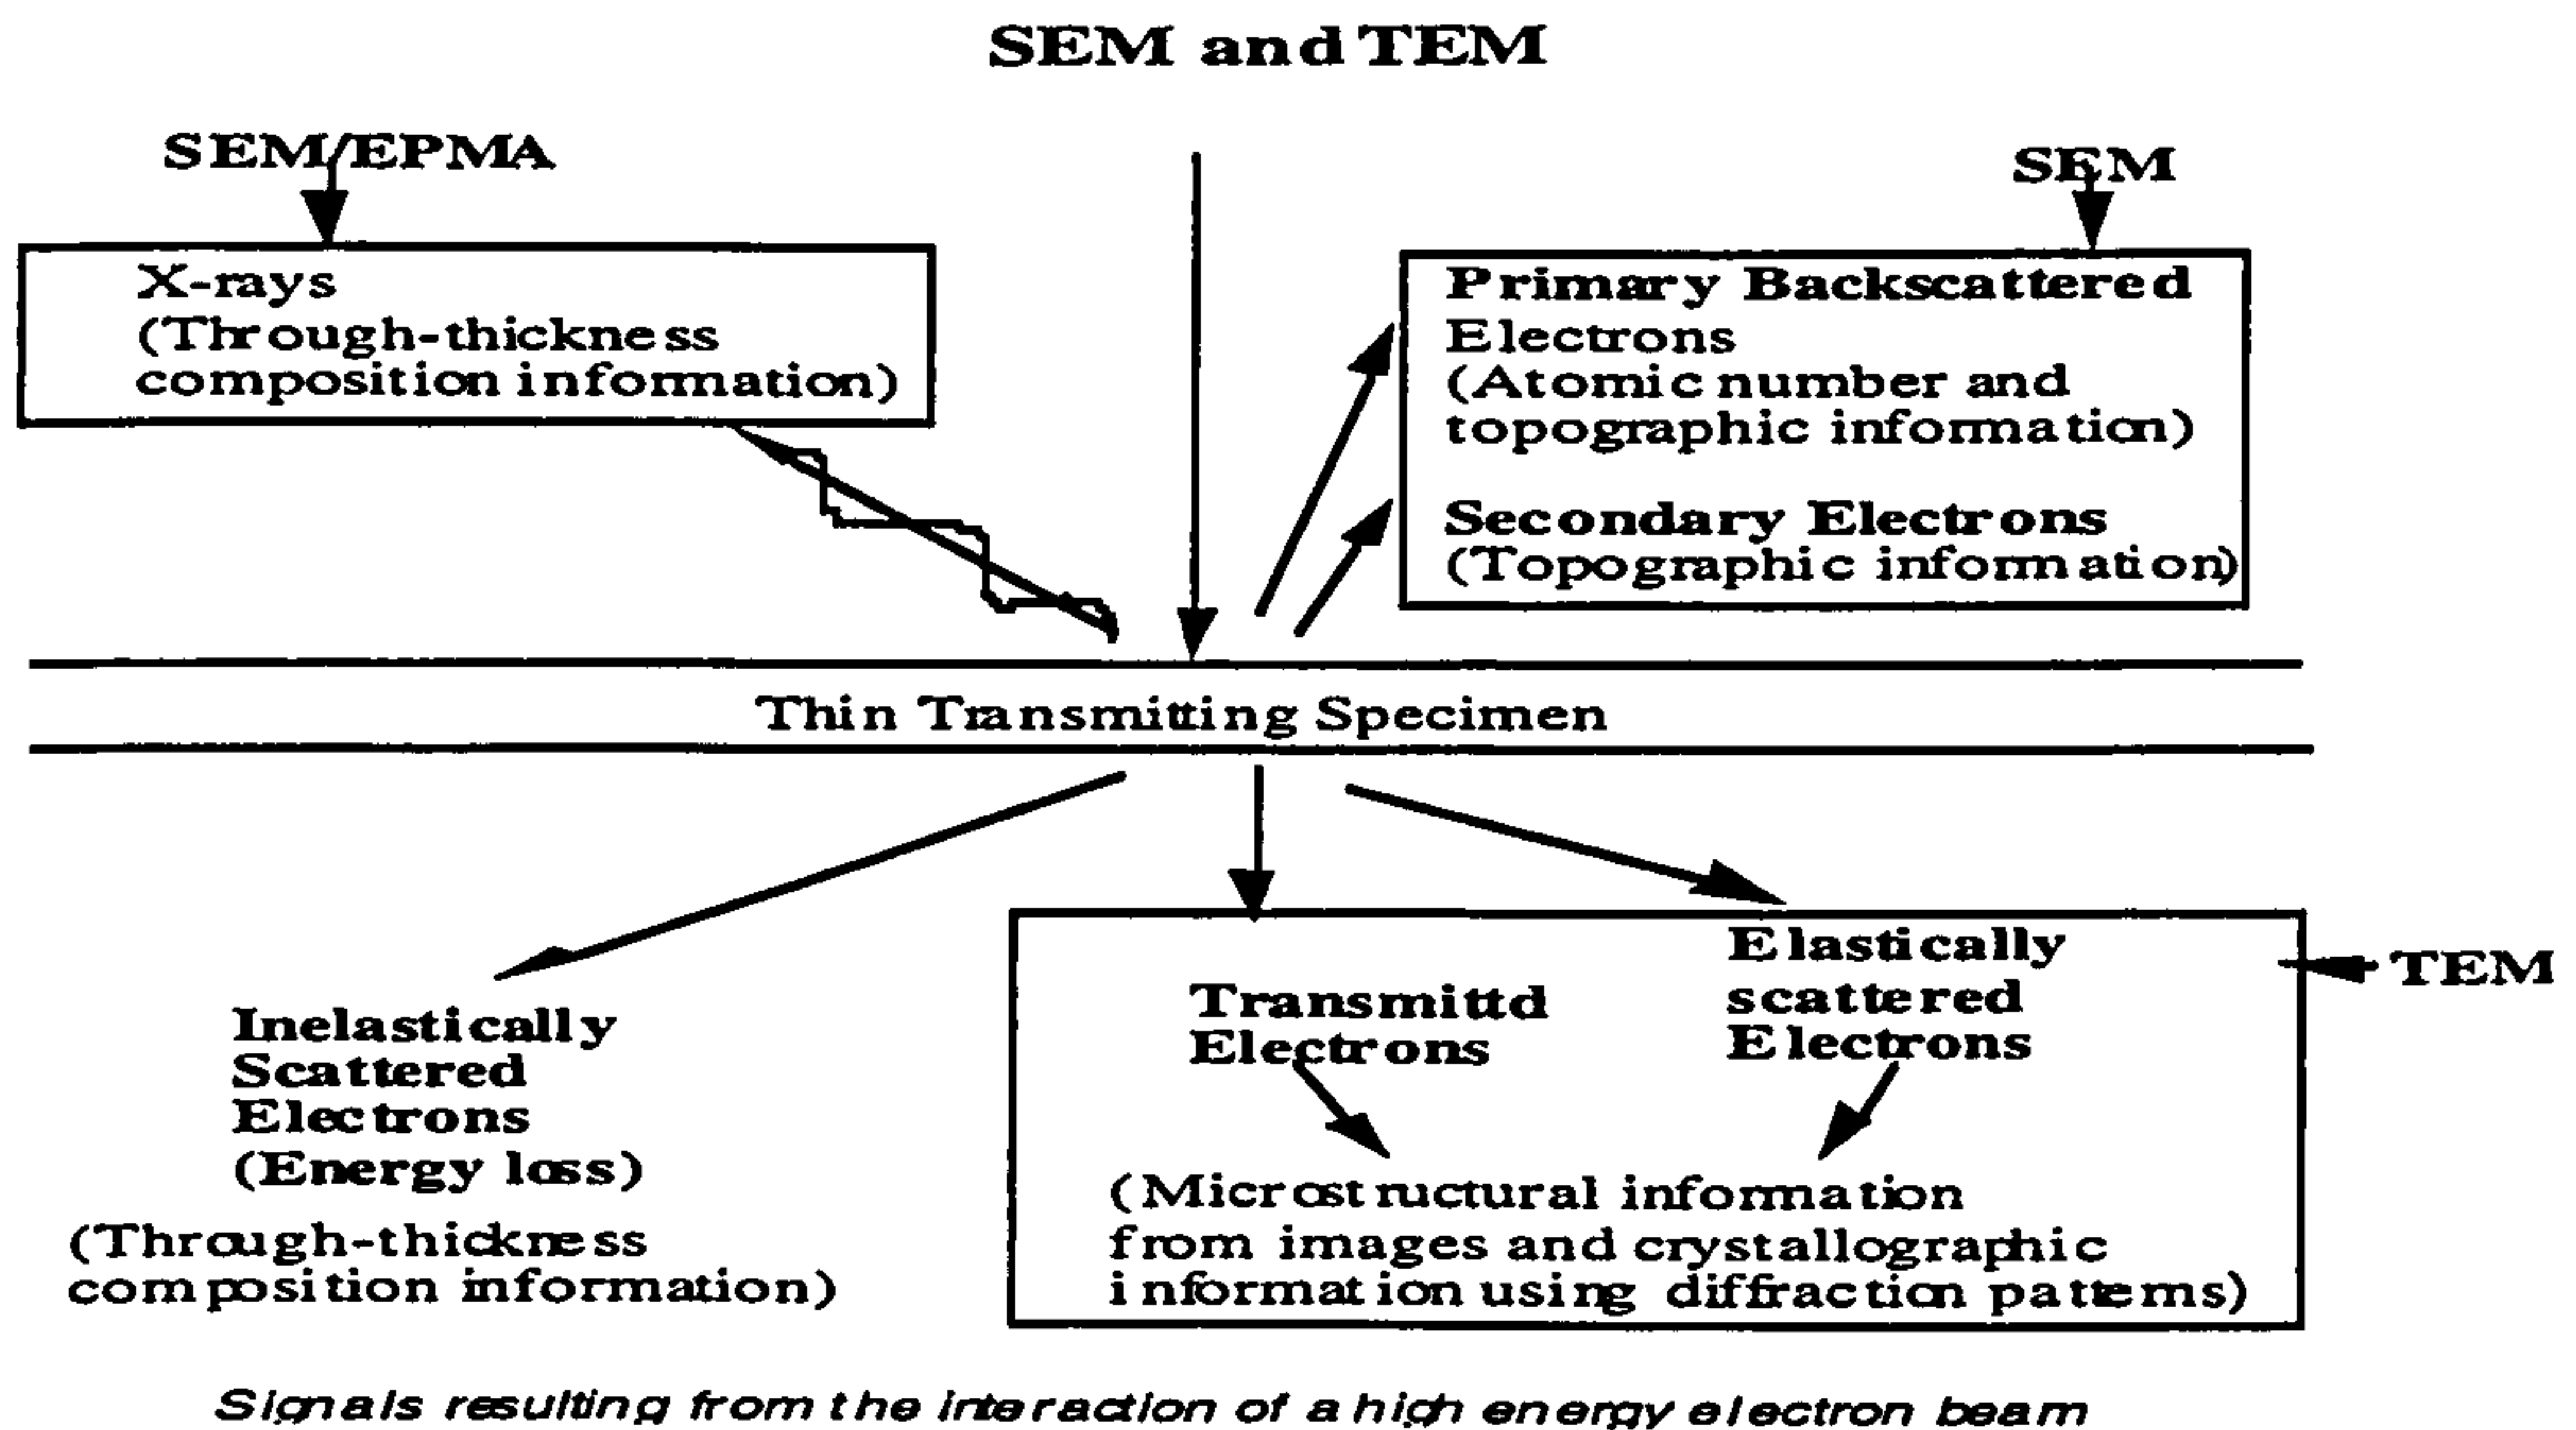 SEM and TEM
SEM/EPMA
SEM
X-rays
(Through-thickness
composition information)
Primary Backscattered
Electrons
(Atomic number and
topographic information)
Secondary Electrons
(Topographic information)
Thin Transmitting Specimen
Inelastically
Scattered
Electrons
(Energy loss)
(Through-thickness
composition information)
Transmittd
Electrons
Elastically
scattered
Electrons
TEM
(Microstructural information
from images and crystallographic
information using diffraction patterns)
Signals resulting from the interaction of a high energy electron beam